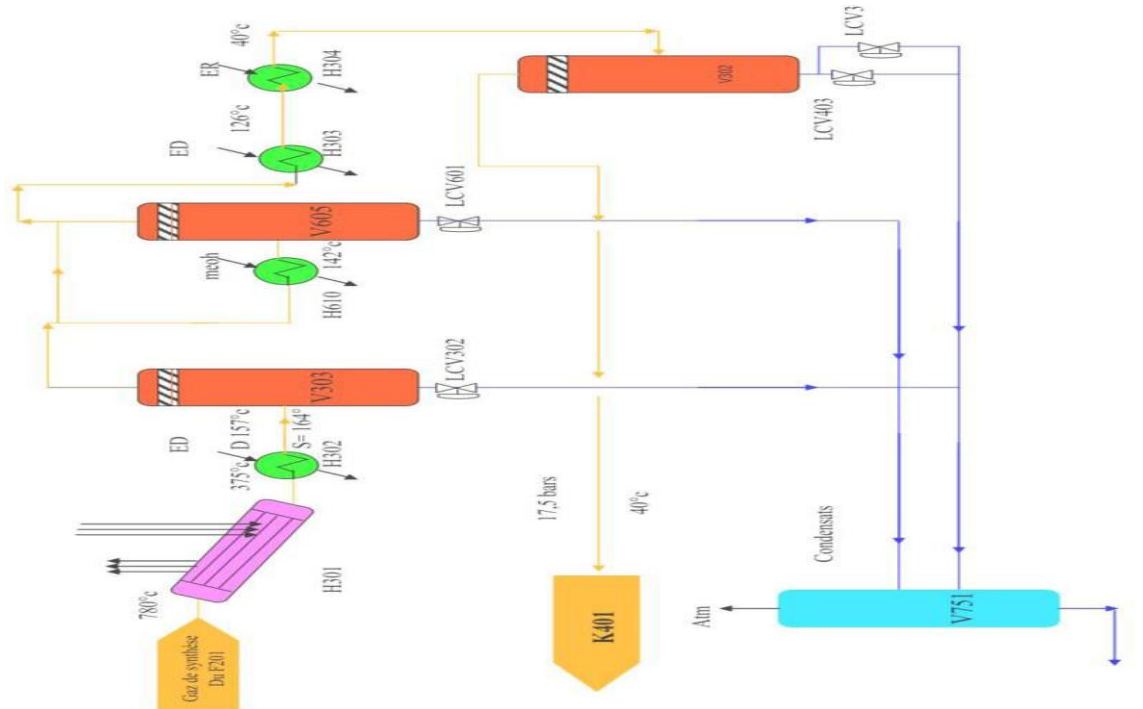 Gaz de synthèse
Du F201
780°c
H301
375°c
ED
D 157°c
S= 164°
H302
V303
LCV302
meoh
142°c
H610
V605
LCV601
ED
H303
126°c
ER
H304
40°c
V302
LCV403
LCV3
17,5 bars
40°c
K401
Condensats
Atm
V751